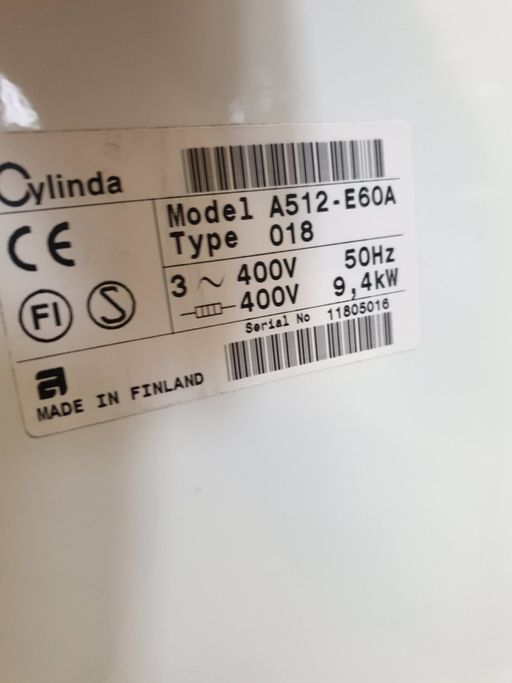 Cylinda
Model A512-E60A
Type 018
CE
3 ~ 400V 50Hz
400V 9,4kW
FI S
Serial No 11805016
a
MADE IN FINLAND